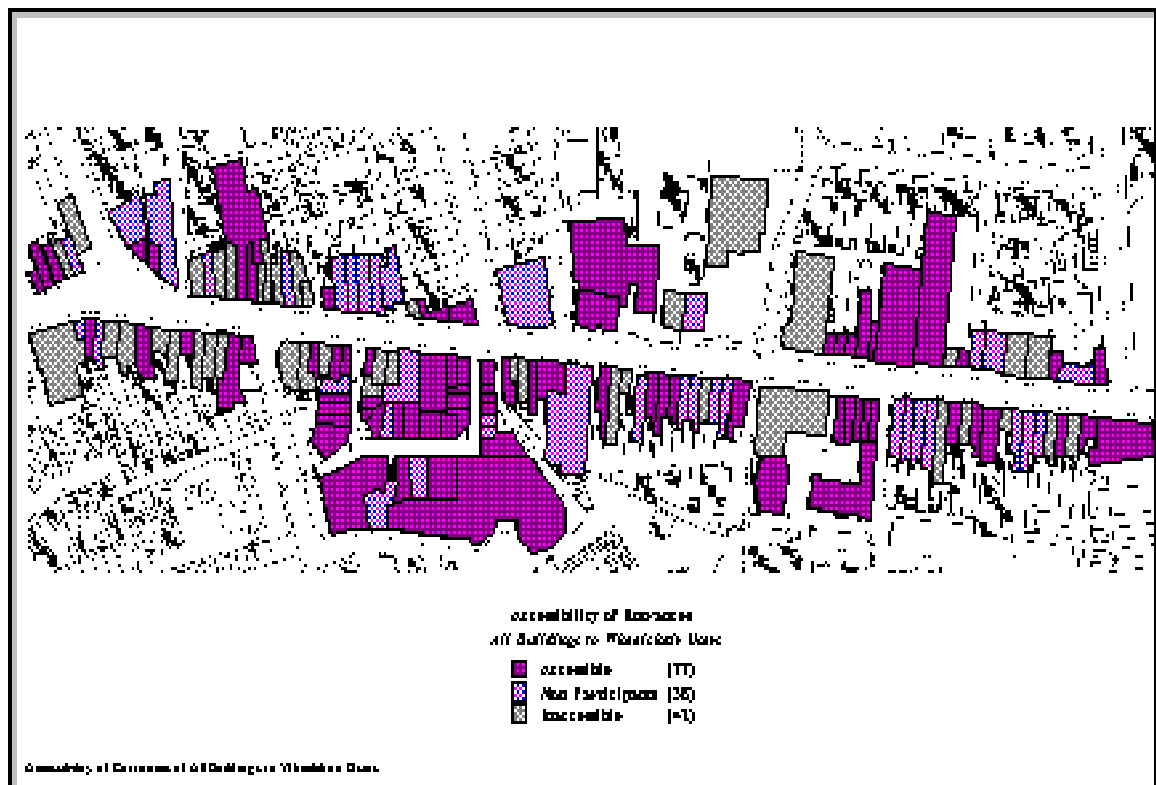 Accessibility of Entrances
All Buildings to Wheelchair Users
Accessible (77)
Non Participant (38)
Inaccessible
Accessibility of Entrances of All Buildings to Wheelchair Users